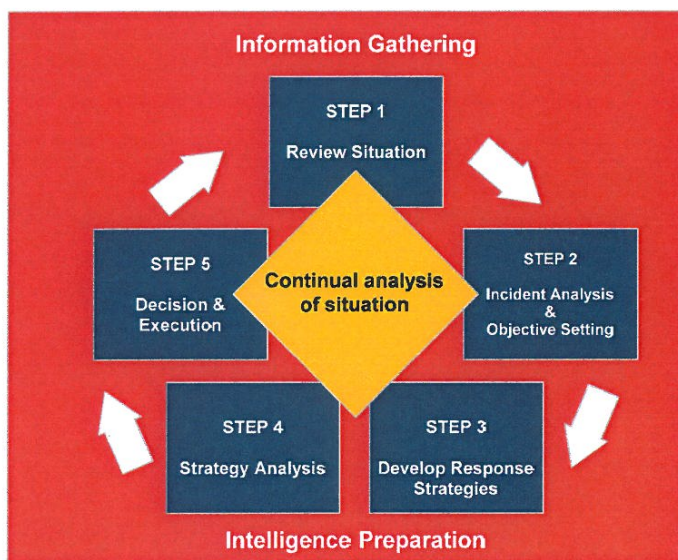 Information Gathering
STEP 1
Review Situation
STEP 2
Incident Analysis
&
Objective Setting
STEP 3
Develop Response
Strategies
STEP 4
Strategy Analysis
STEP 5
Decision &
Execution
Continual analysis
of situation
Intelligence Preparation